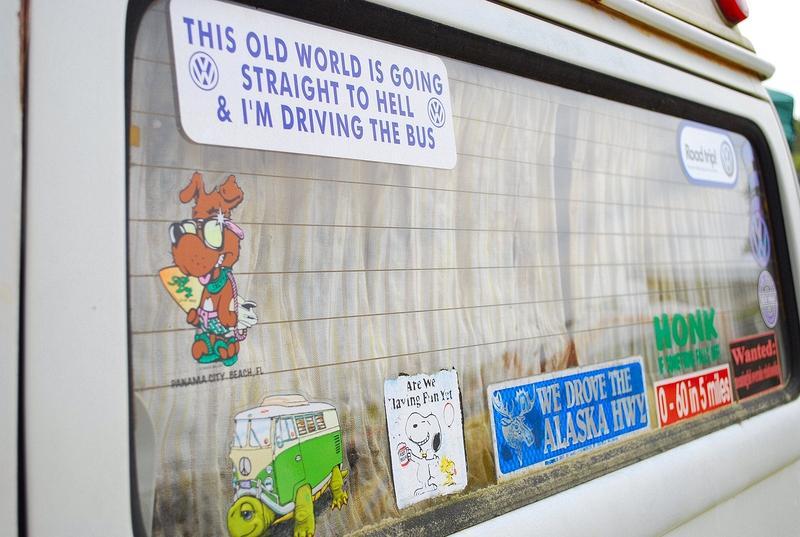 THIS OLD WORLD IS GOING
STRAIGHT TO HELL
& I'M DRIVING THE BUS
Road trip!
PANAMA CITY BEACH, FL
Are We
Having Fun Yet
WE DROVE THE
ALASKA HWY
HONK
IF
0 - 60 in 5 miles
Wanted: